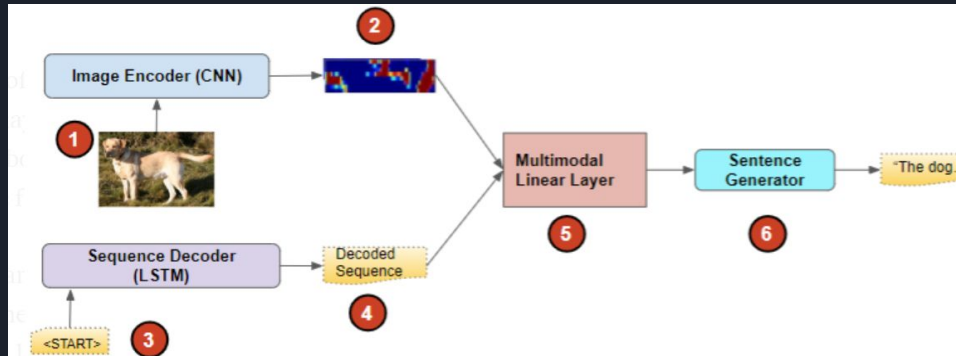 2
Image Encoder (CNN)
1
Multimodal
Linear Layer
Sentence
Generator
"The dog.
5
6
Sequence Decoder
(LSTM)
Decoded
Sequence
4
<START>
3